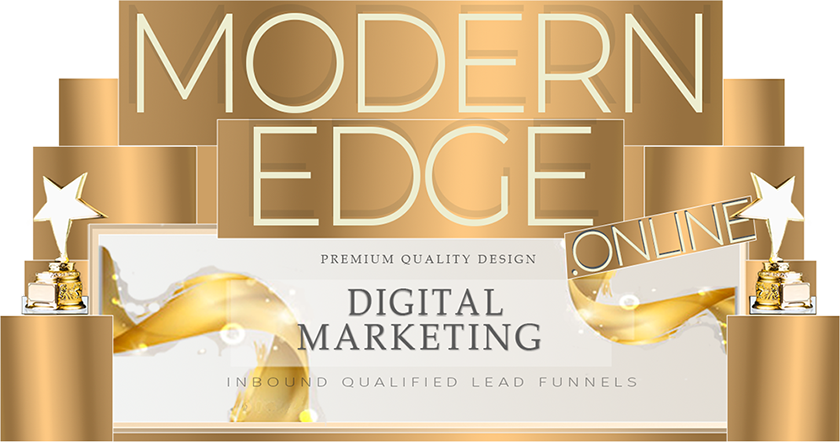 MODERN
EDGE
.ONLINE
PREMIUM QUALITY DESIGN
DIGITAL
MARKETING
INBOUND QUALIFIED LEAD FUNNELS